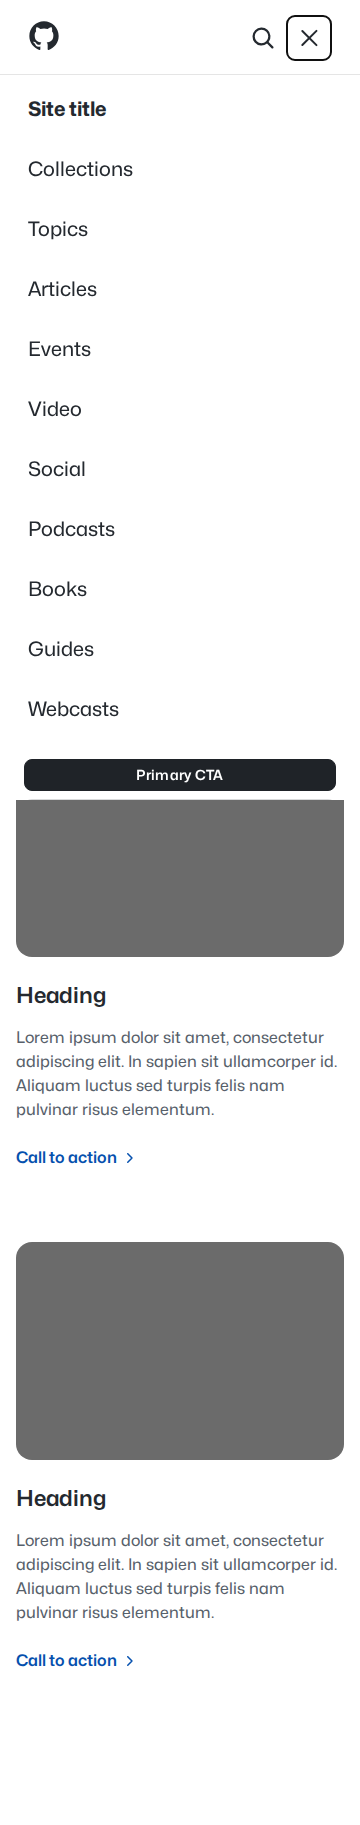 Site title
Collections
Topics
Articles
Events
Video
Social
Podcasts
Books
Guides
Webcasts
Primary CTA
Heading
Lorem ipsum dolor sit amet, consectetur
adipiscing elit. In sapien sit ullamcorper id.
Aliquam luctus sed turpis felis nam
pulvinar risus elementum.
Call to action
Heading
Lorem ipsum dolor sit amet, consectetur
adipiscing elit. In sapien sit ullamcorper id.
Aliquam luctus sed turpis felis nam
pulvinar risus elementum.
Call to action